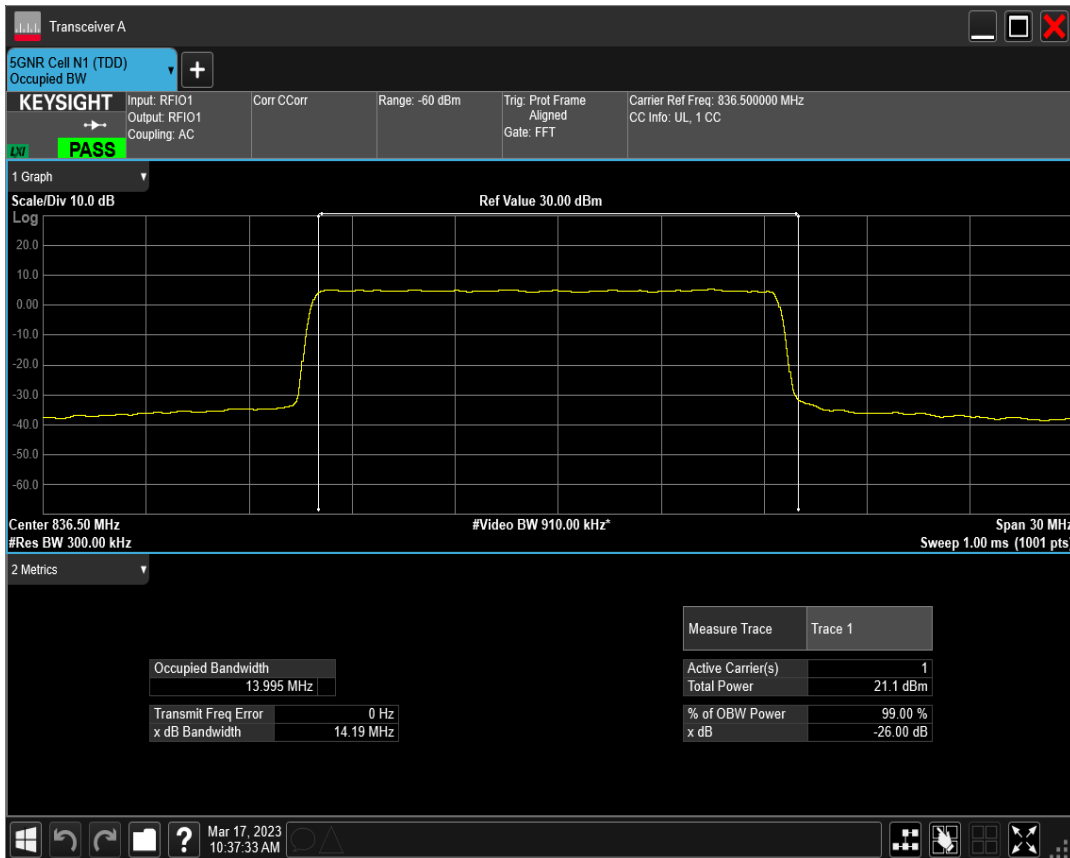 Transceiver A
5GNR Cell N1 (TDD)
Occupied BW
+
KEYSIGHT
LXI
PASS
Input: RFIO1
Output: RFIO1
Coupling: AC
Corr CCorr
Range: -60 dBm
Trig: Prot Frame
Aligned
Gate: FFT
Carrier Ref Freq: 836.500000 MHz
CC Info: UL, 1 CC
1 Graph
Scale/Div 10.0 dB
Ref Value 30.00 dBm
Log
20.0
10.0
0.00
-10.0
-20.0
-30.0
-40.0
-50.0
-60.0
Center 836.50 MHz
#Video BW 910.00 kHz*
Span 30 MHz
#Res BW 300.00 kHz
Sweep 1.00 ms (1001 pts)
2 Metrics
Measure Trace Trace 1
Occupied Bandwidth
13.995 MHz
Active Carrier(s) 1
Total Power 21.1 dBm
Transmit Freq Error 0 Hz
x dB Bandwidth 14.19 MHz
% of OBW Power 99.00 %
x dB -26.00 dB
?
Mar 17, 2023
10:37:33 AM